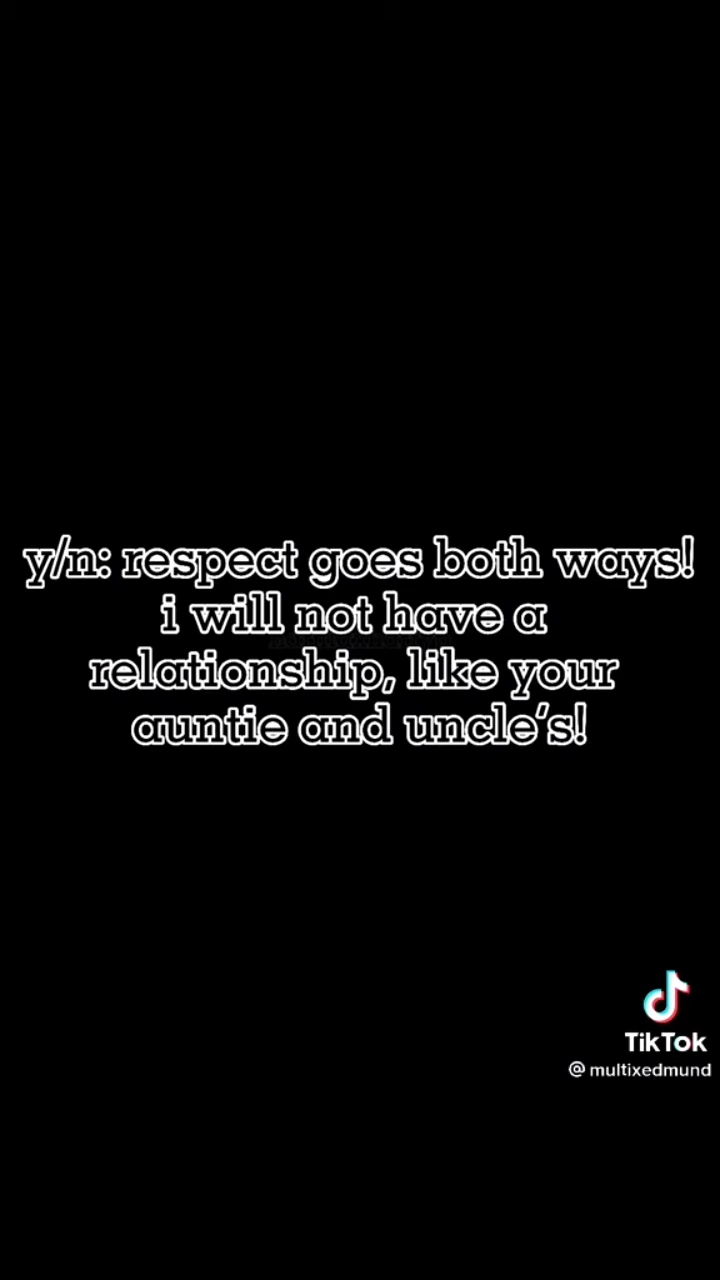 y/n: respect goes both ways!
i will not have a
relationship, like your
auntie and uncle's!
TikTok
@multixedmund